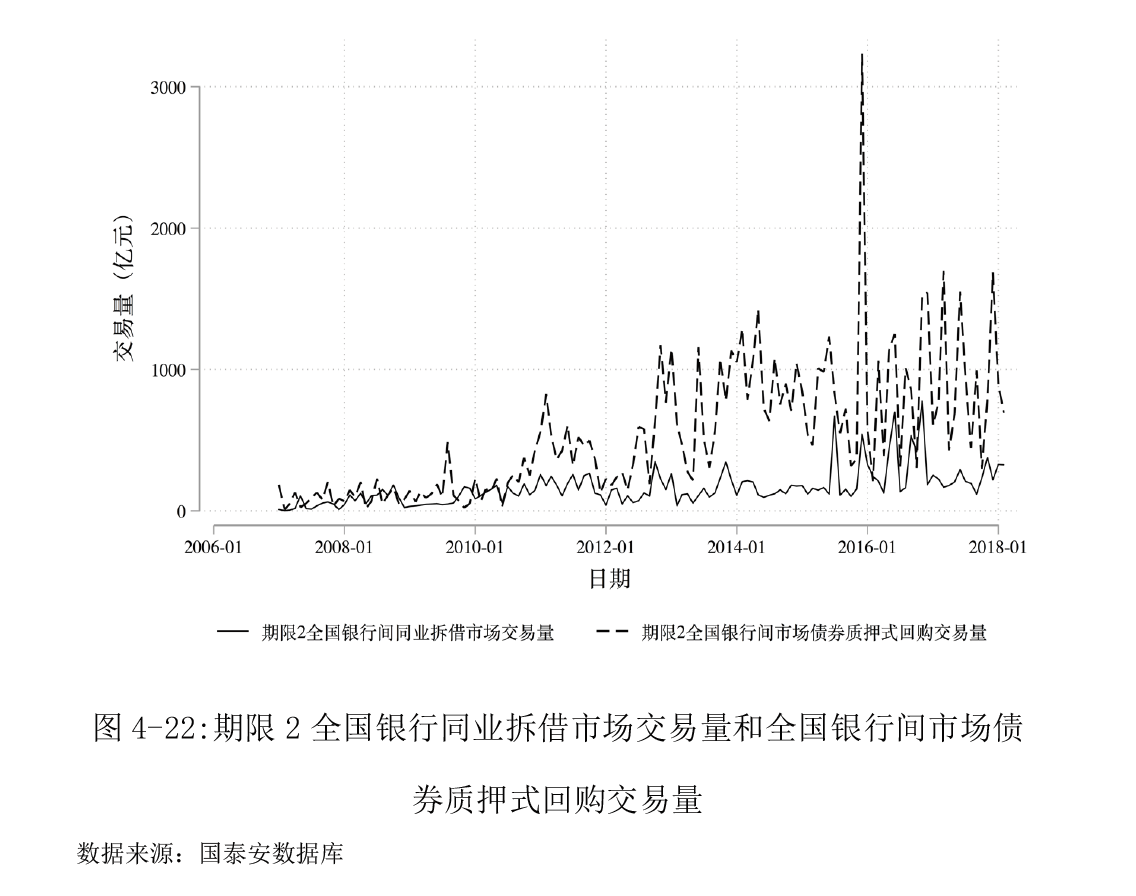 3000
2000
1000
0
交易量（亿元）
2006-01 2008-01 2010-01 2012-01 2014-01 2016-01 2018-01
日期
期限2全国银行间同业拆借市场交易量 期限2全国银行间市场债券质押式回购交易量
图 4-22:期限 2 全国银行同业拆借市场交易量和全国银行间市场债
券质押式回购交易量
数据来源：国泰安数据库